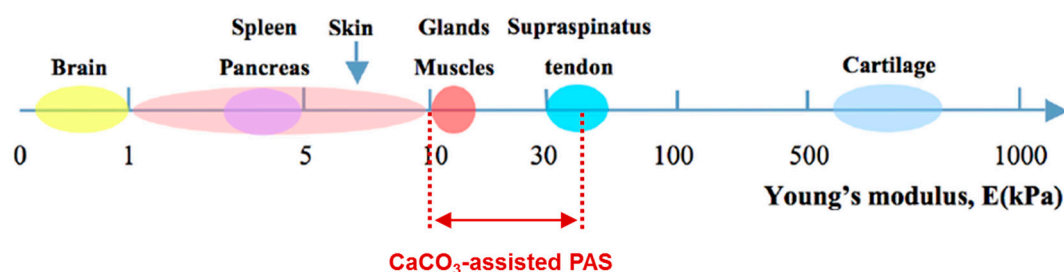 Spleen Skin Glands Supraspinatus
Brain Pancreas Muscles tendon Cartilage
0 1 5 10 30 100 500 1000
Young's modulus, E(kPa)
CaCO₃-assisted PAS